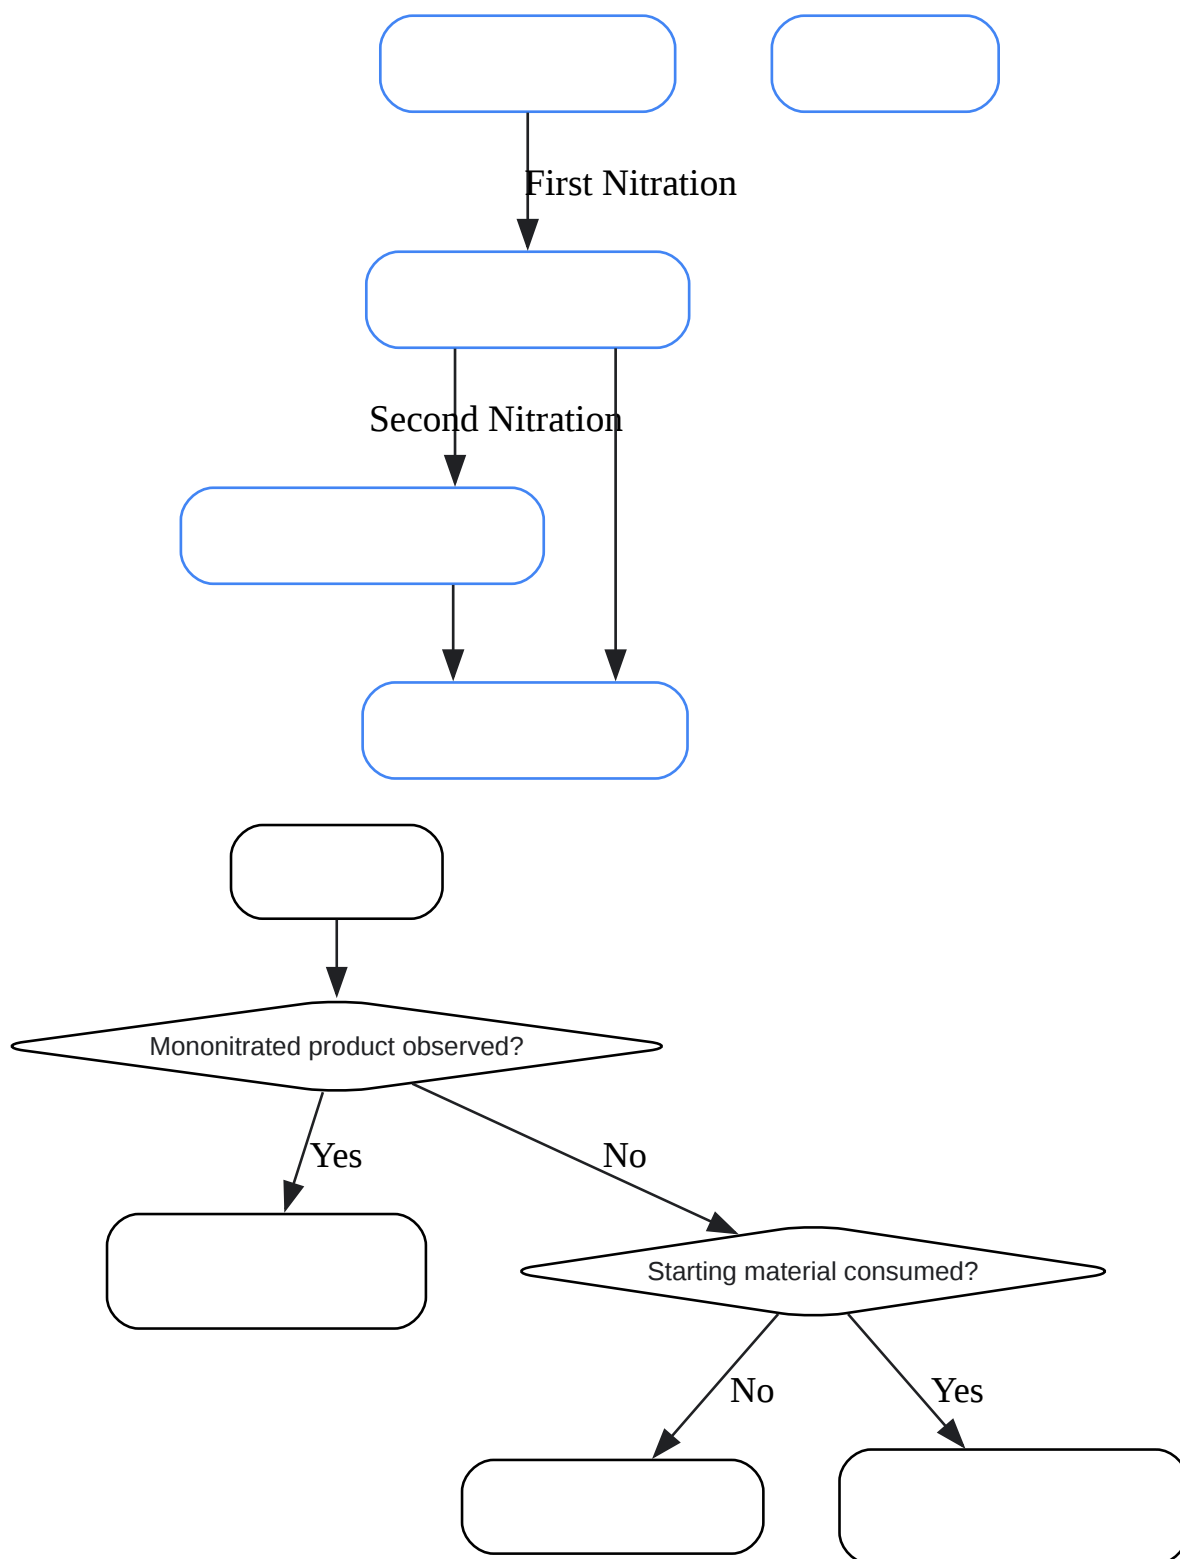 First Nitration
Second Nitration
Mononitrated product observed?
Yes
No
Starting material consumed?
No
Yes